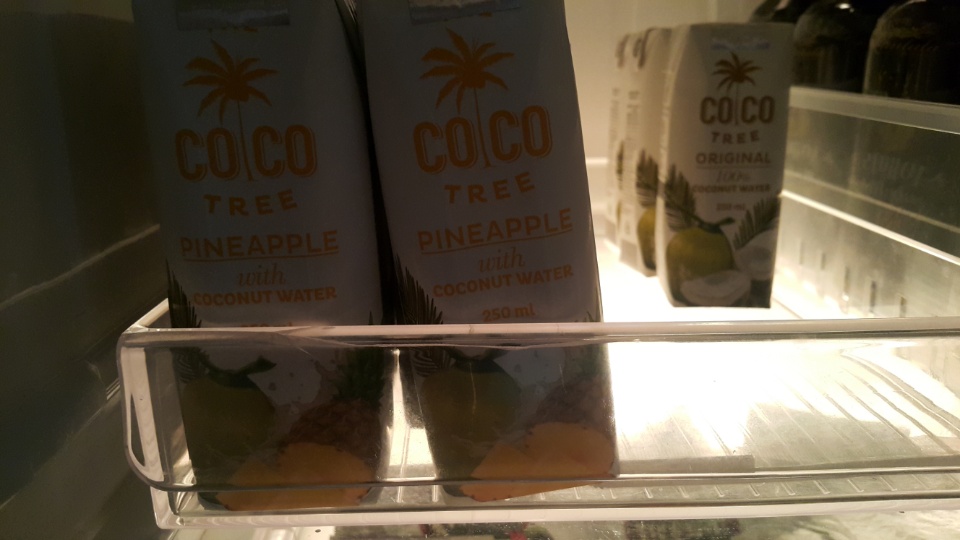 COCO
TREE
PINEAPPLE
with
COCONUT WATER
COCO
TREE
PINEAPPLE
with
COCONUT WATER
250 ml
COCO
TREE
ORIGINAL
100%
COCONUT WATER